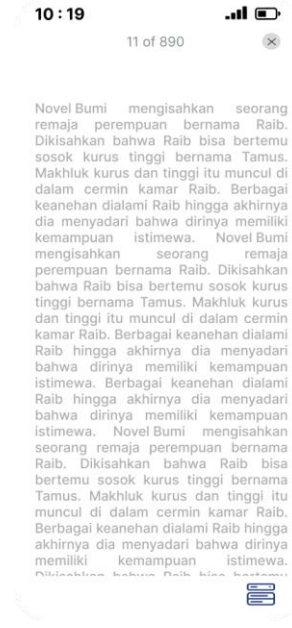 10:19
11 of 890
Novel Bumi mengisahkan seorang
remaja perempuan bernama Raib.
Dikisahkan bahwa Raib bisa bertemu
sosok kurus tinggi bernama Tamus.
Makhluk kurus dan tinggi itu muncul di
dalam cermin kamar Raib. Berbagai
keanehan dialami Raib hingga akhirnya
dia menyadari bahwa dirinya memiliki
kemampuan istimewa. Novel Bumi
mengisahkan seorang remaja
perempuan bernama Raib. Dikisahkan
bahwa Raib bisa bertemu sosok kurus
tinggi bernama Tamus. Makhluk kurus
dan tinggi itu muncul di dalam cermin
kamar Raib. Berbagai keanehan dialami
Raib hingga akhirnya dia menyadari
bahwa dirinya memiliki kemampuan
istimewa. Berbagai keanehan dialami
Raib hingga akhirnya dia menyadari
bahwa dirinya memiliki kemampuan
istimewa. Novel Bumi mengisahkan
seorang remaja perempuan bernama
Raib. Dikisahkan bahwa Raib bisa
bertemu sosok kurus tinggi bernama
Tamus. Makhluk kurus dan tinggi itu
muncul di dalam cermin kamar Raib.
Berbagai keanehan dialami Raib hingga
akhirnya dia menyadari bahwa dirinya
memiliki kemampuan istimewa.
Dikisahkan bahwa Raib bisa bertemu